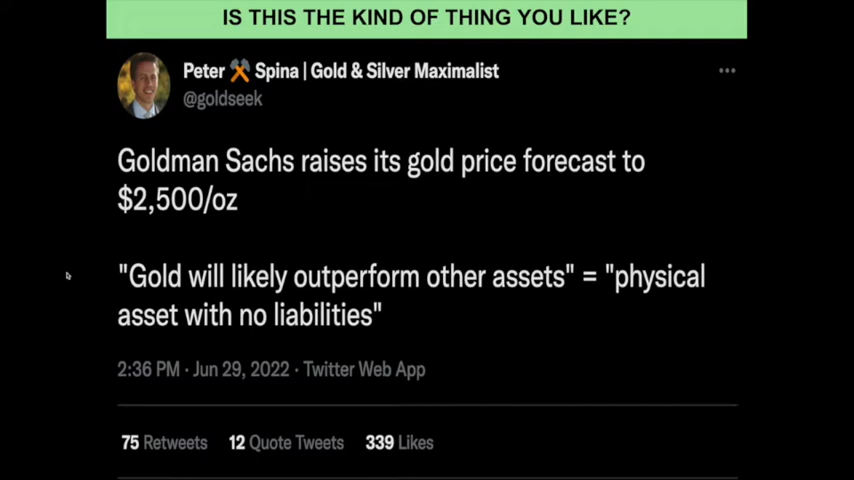 IS THIS THE KIND OF THING YOU LIKE?
Peter ⚒ Spina | Gold & Silver Maximalist
@goldseek
Goldman Sachs raises its gold price forecast to
$2,500/oz
"Gold will likely outperform other assets" = "physical
asset with no liabilities"
2:36 PM · Jun 29, 2022 · Twitter Web App
75 Retweets 12 Quote Tweets 339 Likes